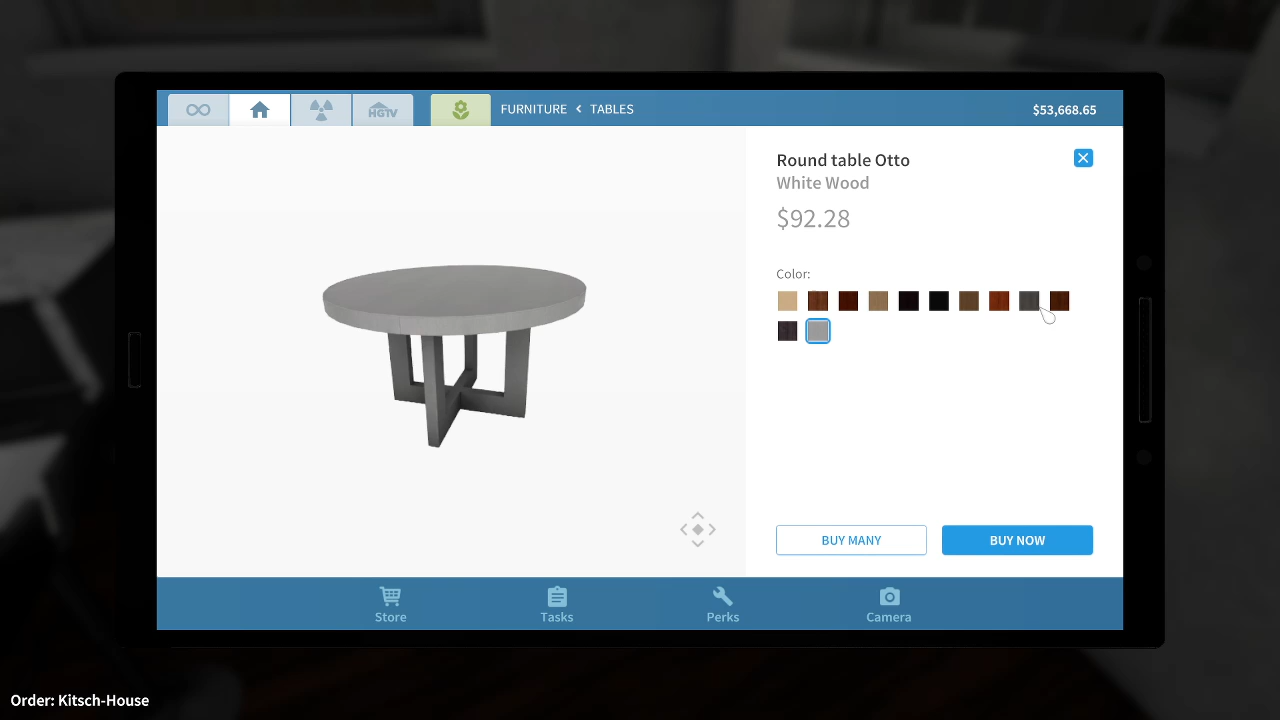 HGTV
FURNITURE < TABLES
$53,668.65
Round table Otto
White Wood
$92.28
Color:
BUY MANY
BUY NOW
Store
Tasks
Perks
Camera
Order: Kitsch-House